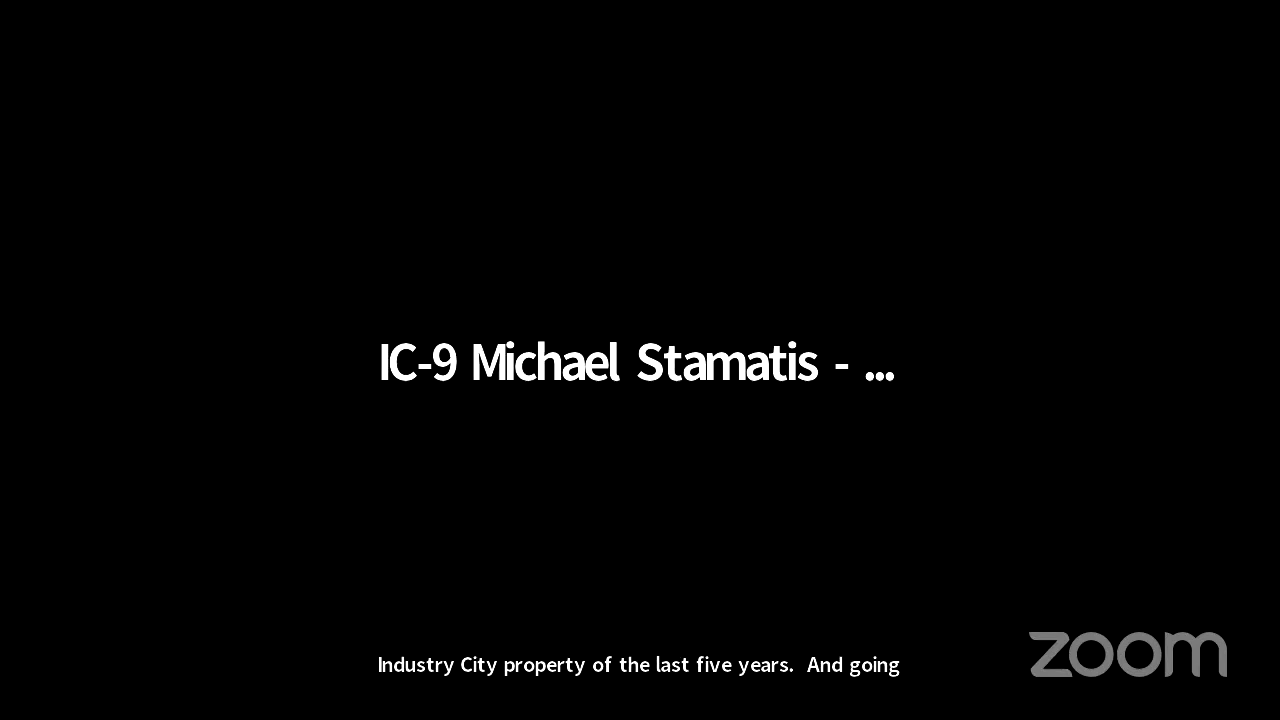 IC-9 Michael Stamatis - ...
Industry City property of the last five years. And going
zoom